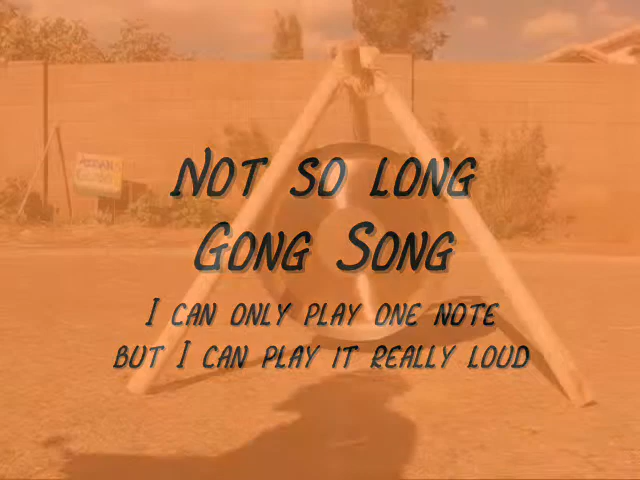 Not so long
Gong Song
I can only play one note
but I can play it really loud